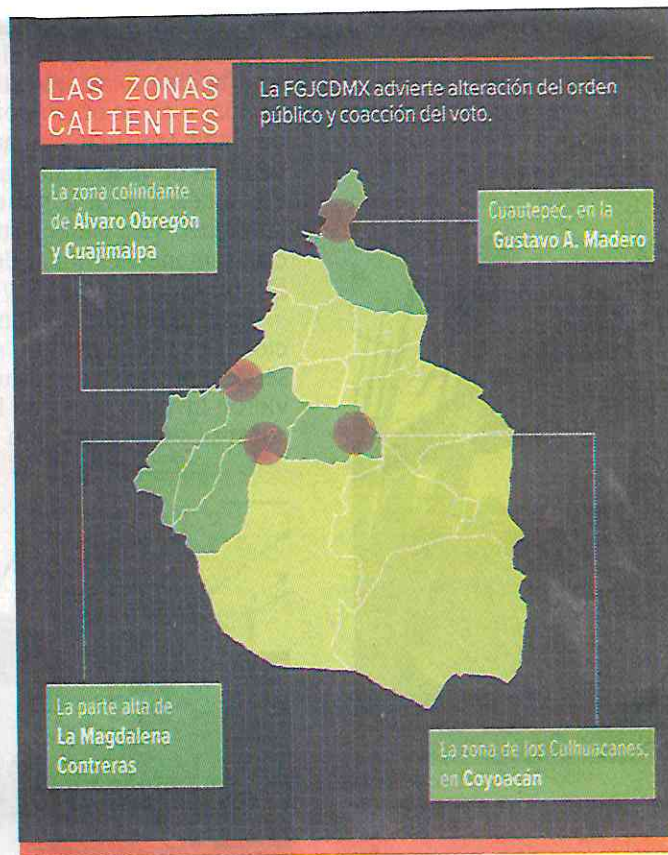 LAS ZONAS
CALIENTES
La FGJCDMX advierte alteración del orden
público y coacción del voto.
La zona colindante
de Álvaro Obregón
y Cuajimalpa
Cuautepec, en la
Gustavo A. Madero
La parte alta de
La Magdalena
Contreras
La zona de los Culhuacanes,
en Coyoacán